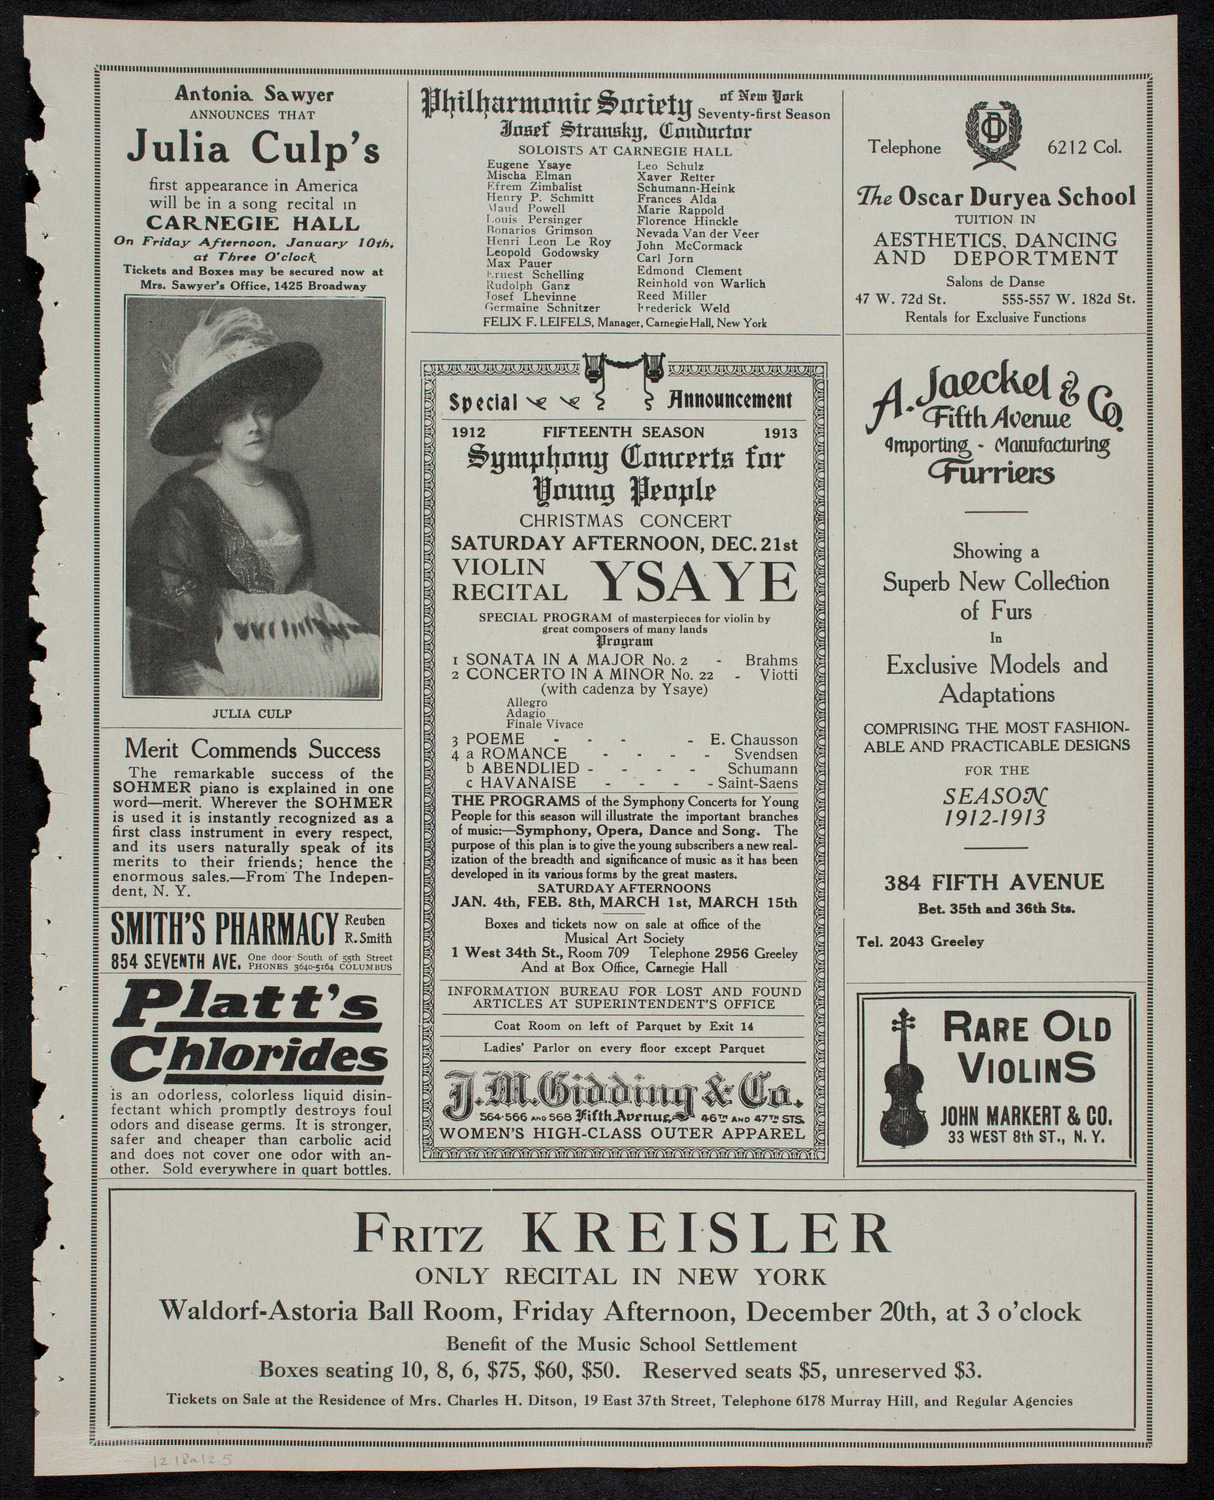 Antonia Sawyer
ANNOUNCES THAT
Julia Culp's
first appearance in America
will be in a song recital in
CARNEGIE HALL
On Friday Afternoon, January 10th,
at Three O'clock
Tickets and Boxes may be secured now at
Mrs. Sawyer's Office, 1425 Broadway
JULIA CULP
Merit Commends Success
The remarkable success of the
SOHMER piano is explained in one
word—merit. Wherever the SOHMER
is used it is instantly recognized as a
first class instrument in every respect,
and its users naturally speak of its
merits to their friends; hence the
enormous sales.—From The Indepen-
dent, N. Y.
SMITH'S PHARMACY Reuben
R. Smith
854 SEVENTH AVE. One door South of 55th Street
PHONES 3640-5164 COLUMBUS
Platt's
Chlorides
is an odorless, colorless liquid disin-
fectant which promptly destroys foul
odors and disease germs. It is stronger,
safer and cheaper than carbolic acid
and does not cover one odor with an-
other. Sold everywhere in quart bottles.
Philharmonic Society of New York
Seventy-first Season
Josef Stransky, Conductor
SOLOISTS AT CARNEGIE HALL
Eugene Ysaye
Mischa Elman
Efrem Zimbalist
Henry P. Schmitt
Maud Powell
Louis Persinger
Bonarios Grimson
Henri Leon Le Roy
Leopold Godowsky
Max Pauer
Ernest Schelling
Rudolph Ganz
Josef Lhevinne
Germaine Schnitzer
Leo Schulz
Xaver Reiter
Schumann-Heink
Frances Alda
Marie Rappold
Florence Hinckle
Nevada Van der Veer
John McCormack
Carl Jorn
Edmond Clement
Reinhold von Warlich
Reed Miller
Frederick Weld
FELIX F. LEIFELS, Manager, Carnegie Hall, New York
Special Announcement
1912 FIFTEENTH SEASON 1913
Symphony Concerts for
Young People
CHRISTMAS CONCERT
SATURDAY AFTERNOON, DEC. 21st
VIOLIN
RECITAL YSAYE
SPECIAL PROGRAM of masterpieces for violin by
great composers of many lands
Program
1 SONATA IN A MAJOR No. 2 - Brahms
2 CONCERTO IN A MINOR No. 22 - Viotti
(with cadenza by Ysaye)
Allegro
Adagio
Finale Vivace
3 POEME - - - - E. Chausson
4 a ROMANCE - - - - Svendsen
b ABENDLIED - - - - Schumann
c HAVANAISE - - - - Saint-Saens
THE PROGRAMS of the Symphony Concerts for Young
People for this season will illustrate the important branches
of music:—Symphony, Opera, Dance and Song. The
purpose of this plan is to give the young subscribers a new real-
ization of the breadth and significance of music as it has been
developed in its various forms by the great masters.
SATURDAY AFTERNOONS
JAN. 4th, FEB. 8th, MARCH 1st, MARCH 15th
Boxes and tickets now on sale at office of the
Musical Art Society
1 West 34th St., Room 709 Telephone 2956 Greeley
And at Box Office, Carnegie Hall
INFORMATION BUREAU FOR LOST AND FOUND
ARTICLES AT SUPERINTENDENT'S OFFICE
Coat Room on left of Parquet by Exit 14
Ladies' Parlor on every floor except Parquet
J. M. Gidding & Co.
564-566 AND 568 Fifth Avenue, 46TH AND 47TH STS.
WOMEN'S HIGH-CLASS OUTER APPAREL
OD
Telephone 6212 Col.
The Oscar Duryea School
TUITION IN
AESTHETICS, DANCING
AND DEPORTMENT
Salons de Danse
47 W. 72d St. 555-557 W. 182d St.
Rentals for Exclusive Functions
A. Jaeckel & Co.
Fifth Avenue
Importing - Manufacturing
Furriers
Showing a
Superb New Collection
of Furs
In
Exclusive Models and
Adaptations
COMPRISING THE MOST FASHION-
ABLE AND PRACTICABLE DESIGNS
FOR THE
SEASON
1912-1913
384 FIFTH AVENUE
Bet. 35th and 36th Sts.
Tel. 2043 Greeley
RARE OLD
VIOLINS
JOHN MARKERT & CO.
33 WEST 8th ST., N. Y.
FRITZ KREISLER
ONLY RECITAL IN NEW YORK
Waldorf-Astoria Ball Room, Friday Afternoon, December 20th, at 3 o'clock
Benefit of the Music School Settlement
Boxes seating 10, 8, 6, $75, $60, $50. Reserved seats $5, unreserved $3.
Tickets on Sale at the Residence of Mrs. Charles H. Ditson, 19 East 37th Street, Telephone 6178 Murray Hill, and Regular Agencies
12.18a12.5